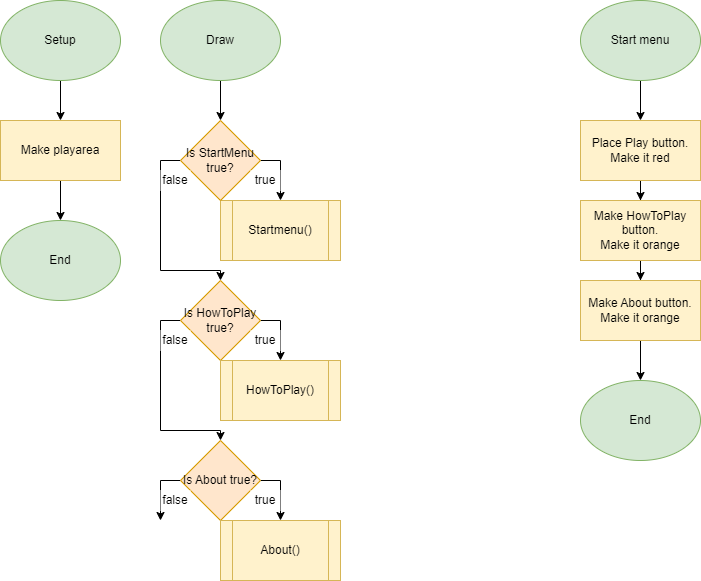 Setup
Make playarea
End
Draw
Is StartMenu
true?
false
true
Startmenu()
Is HowToPlay
true?
false
true
HowToPlay()
Is About true?
false
true
About()
Start menu
Place Play button.
Make it red
Make HowToPlay
button.
Make it orange
Make About button.
Make it orange
End